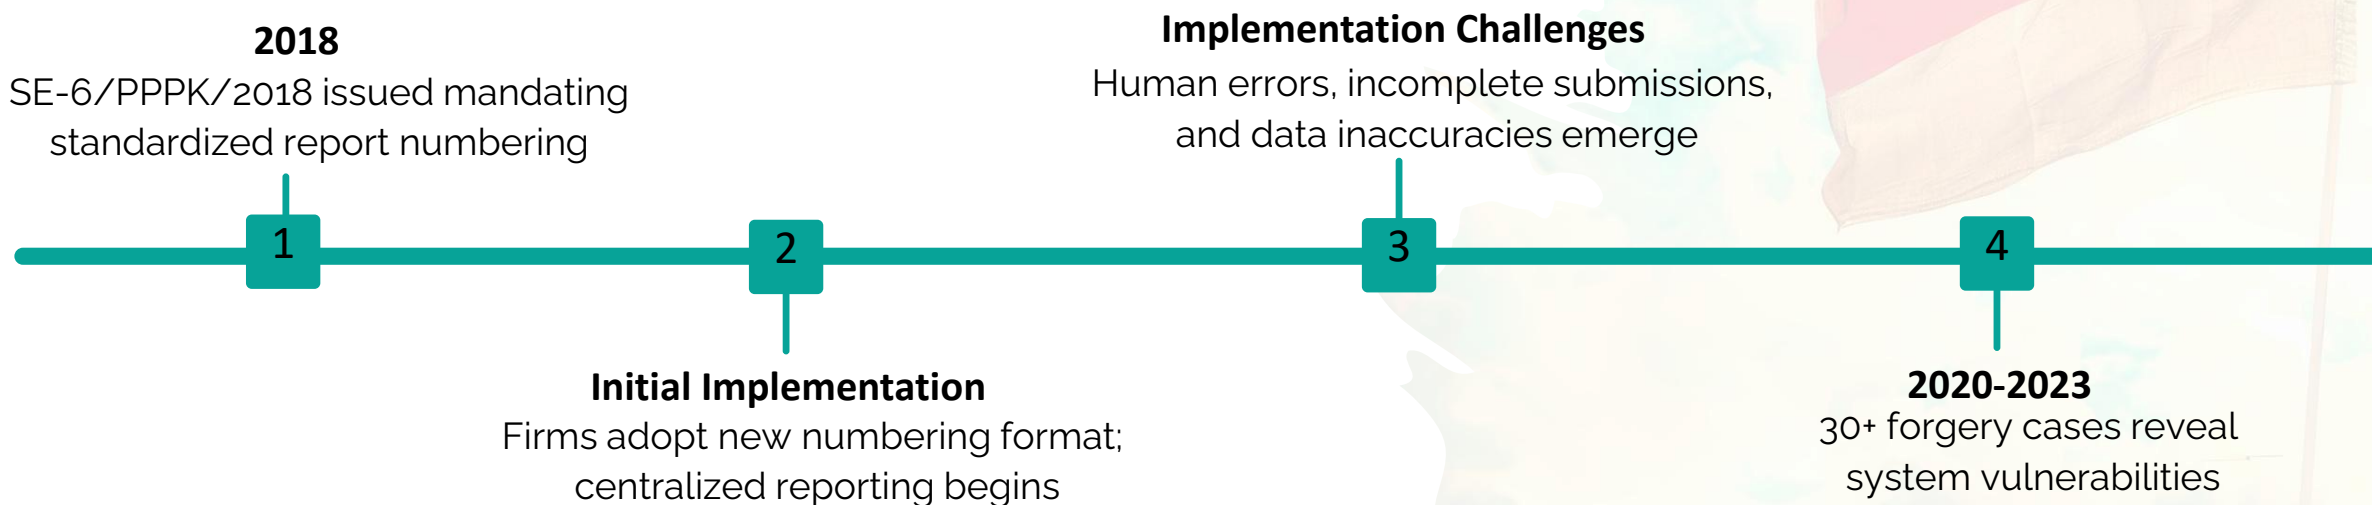 2018
SE-6/PPPK/2018 issued mandating
standardized report numbering
1
2
Initial Implementation
Firms adopt new numbering format;
centralized reporting begins
Implementation Challenges
Human errors, incomplete submissions,
and data inaccuracies emerge
3
4
2020-2023
30+ forgery cases reveal
system vulnerabilities